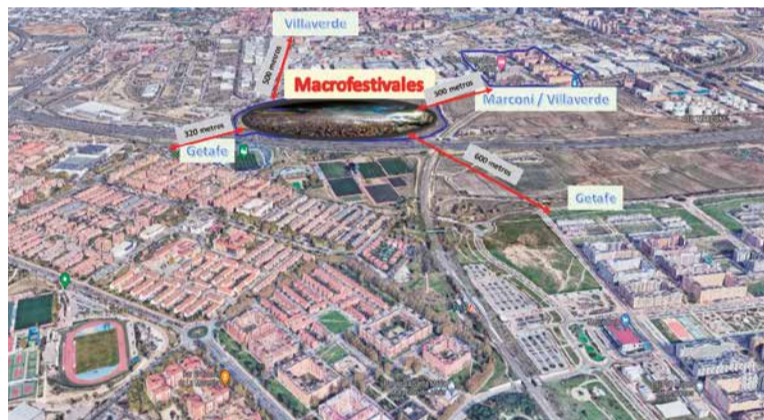 Villaverde
500 metros
Macrofestivales
300 metros
Marconi / Villaverde
320 metros
Getafe
600 metros
Getafe